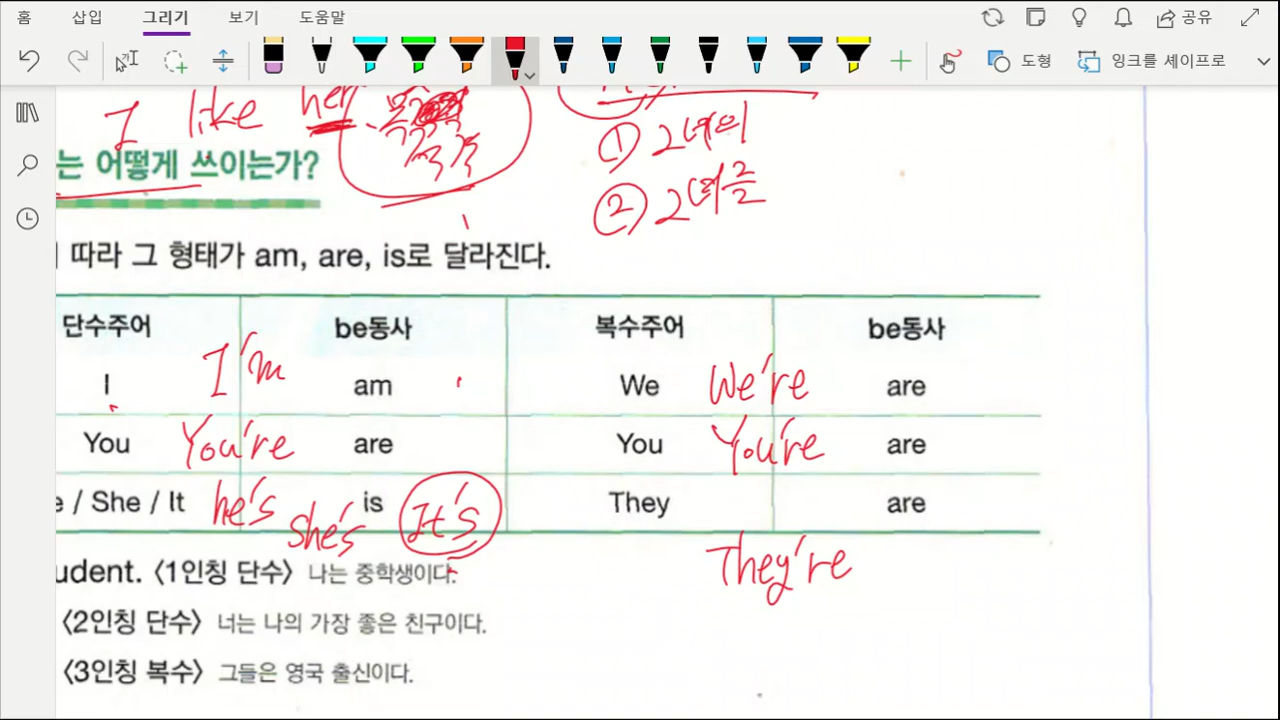 홈 삽입 그리기 보기 도움말 공유
도형 잉크를 셰이프로
I like her
① 2녀의
② 2녀를
는 어떻게 쓰이는가?
따라 그 형태가 am, are, is로 달라진다.
단수주어 be동사 복수주어 be동사
I I'm am We We're are
You You're are You You're are
e / She / It he's she's is It's They are
They're
udent. 〈1인칭 단수〉 나는 중학생이다.
〈2인칭 단수〉 너는 나의 가장 좋은 친구이다.
〈3인칭 복수〉 그들은 영국 출신이다.